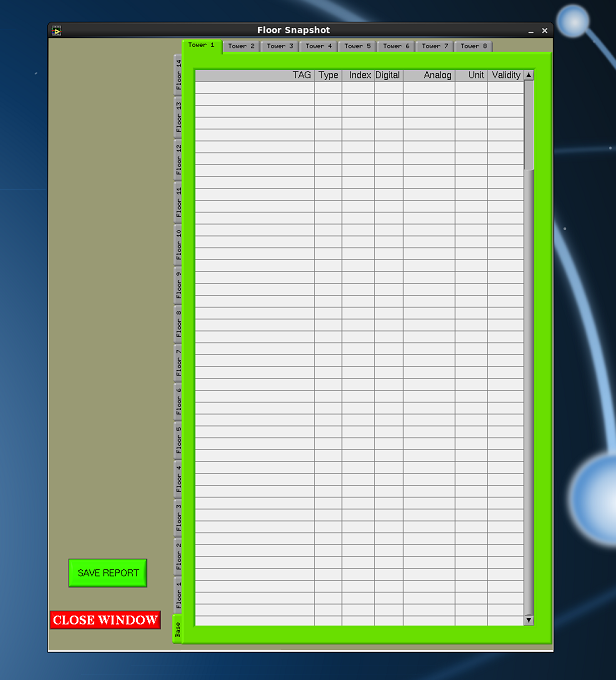 Floor Snapshot
Tower 1 Tower 2 Tower 3 Tower 4 Tower 5 Tower 6 Tower 7 Tower 8
TAG Type Index Digital Analog Unit Validity
Floor 14
Floor 13
Floor 12
Floor 11
Floor 10
Floor 9
Floor 8
Floor 7
Floor 6
Floor 5
Floor 4
Floor 3
Floor 2
Floor 1
Base
SAVE REPORT
CLOSE WINDOW